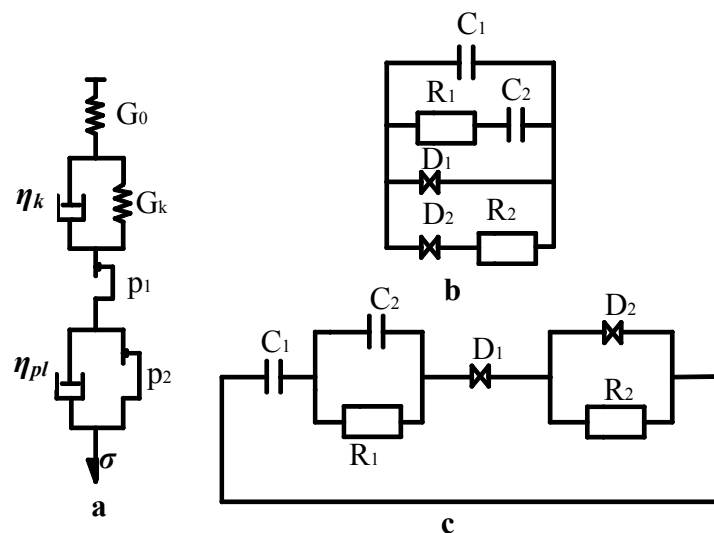 G₀
ηₖ
Gₖ
p₁
ηₚₗ
p₂
σ
a
C₁
R₁
C₂
D₁
D₂
R₂
b
C₁
C₂
R₁
D₁
D₂
R₂
c